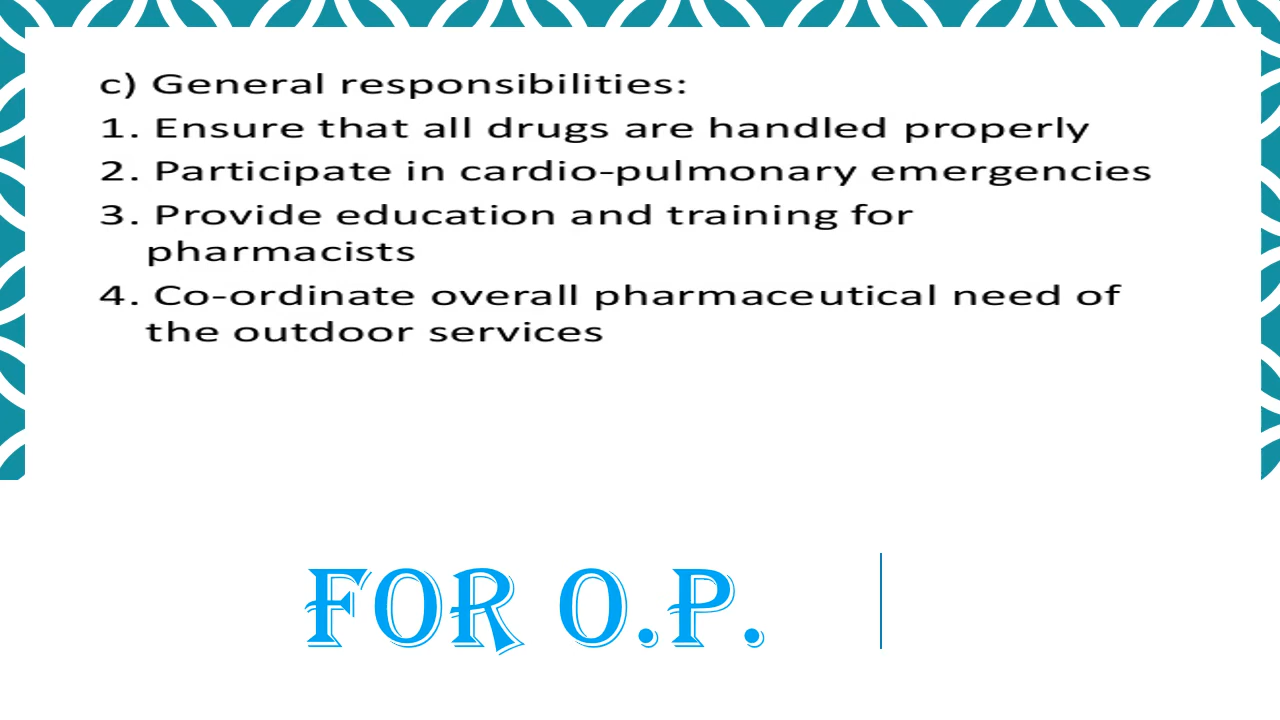 c) General responsibilities:
1. Ensure that all drugs are handled properly
2. Participate in cardio-pulmonary emergencies
3. Provide education and training for
pharmacists
4. Co-ordinate overall pharmaceutical need of
the outdoor services
FOR O.P.